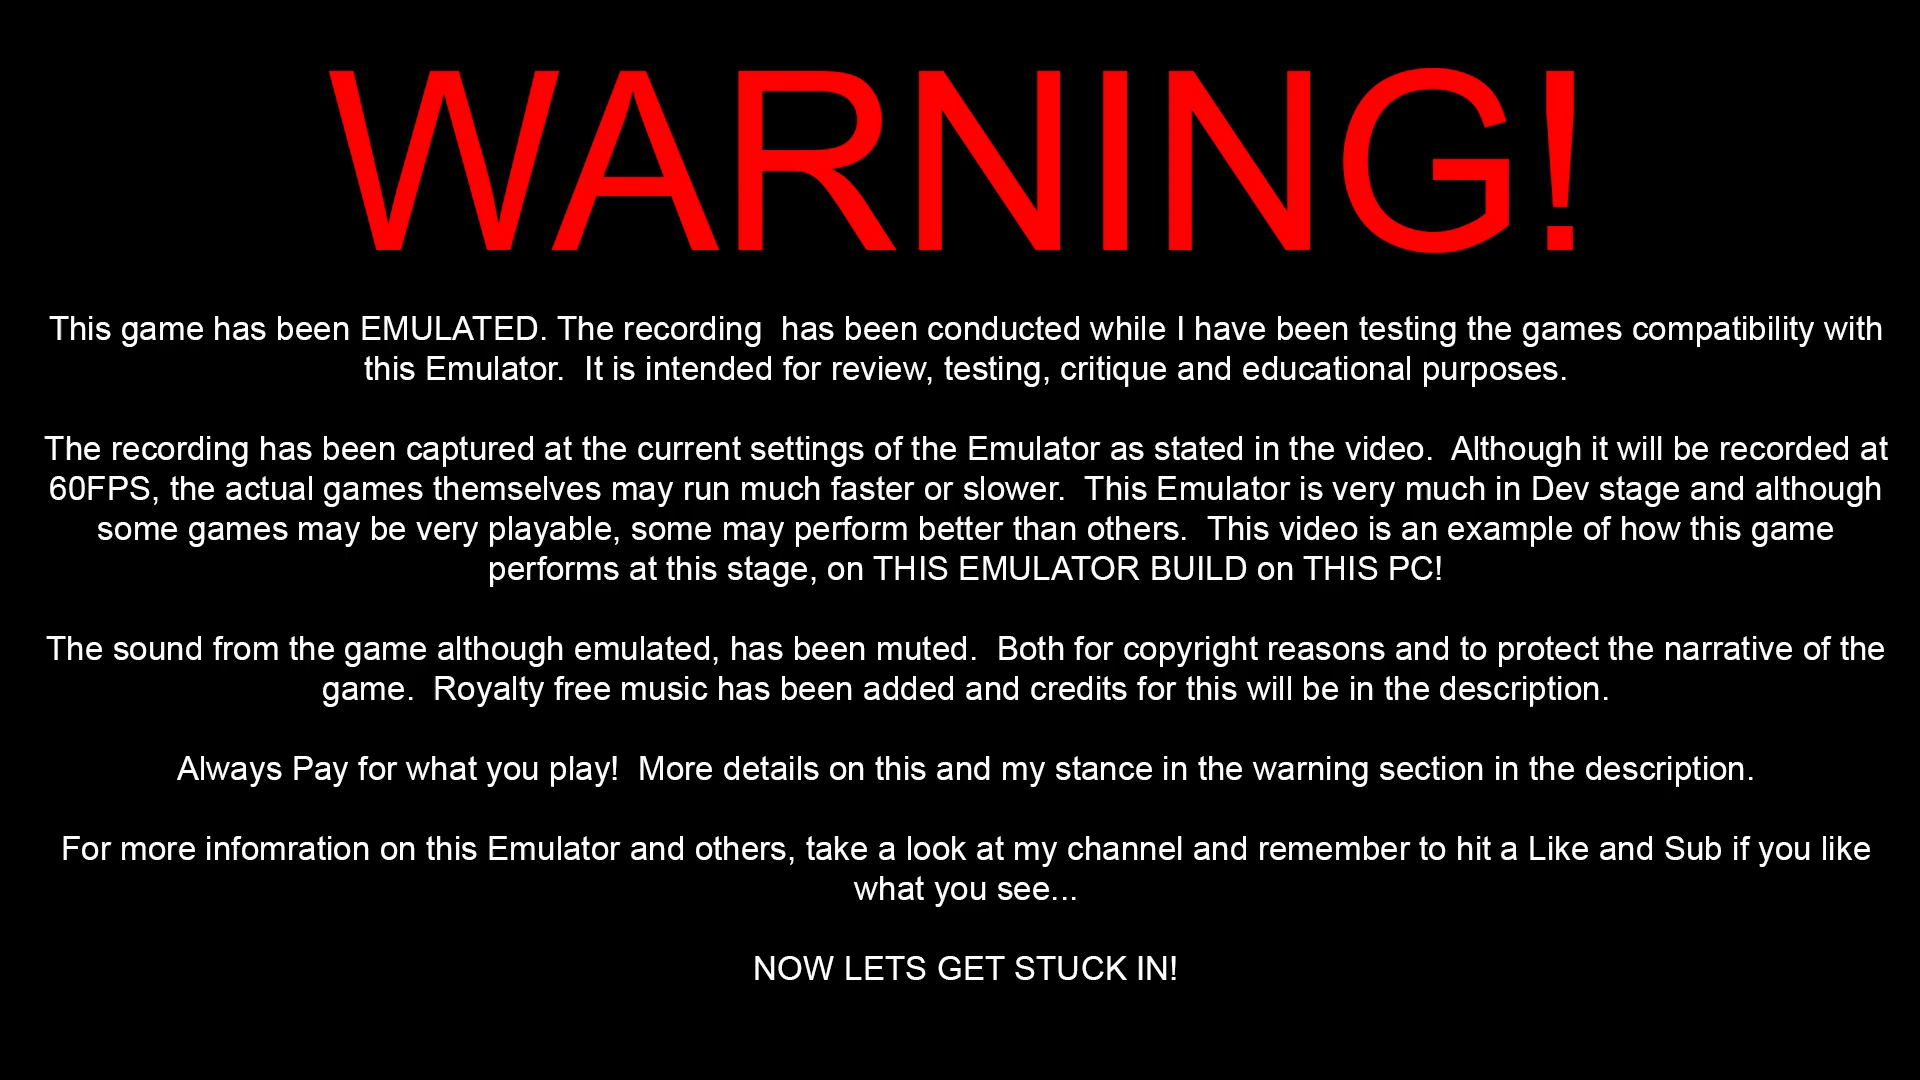 WARNING!
This game has been EMULATED. The recording  has been conducted while I have been testing the games compatibility with
this Emulator.  It is intended for review, testing, critique and educational purposes.
The recording has been captured at the current settings of the Emulator as stated in the video.  Although it will be recorded at
60FPS, the actual games themselves may run much faster or slower.  This Emulator is very much in Dev stage and although
some games may be very playable, some may perform better than others.  This video is an example of how this game
performs at this stage, on THIS EMULATOR BUILD on THIS PC!
The sound from the game although emulated, has been muted.  Both for copyright reasons and to protect the narrative of the
game.  Royalty free music has been added and credits for this will be in the description.
Always Pay for what you play!  More details on this and my stance in the warning section in the description.
For more infomration on this Emulator and others, take a look at my channel and remember to hit a Like and Sub if you like
what you see...
NOW LETS GET STUCK IN!